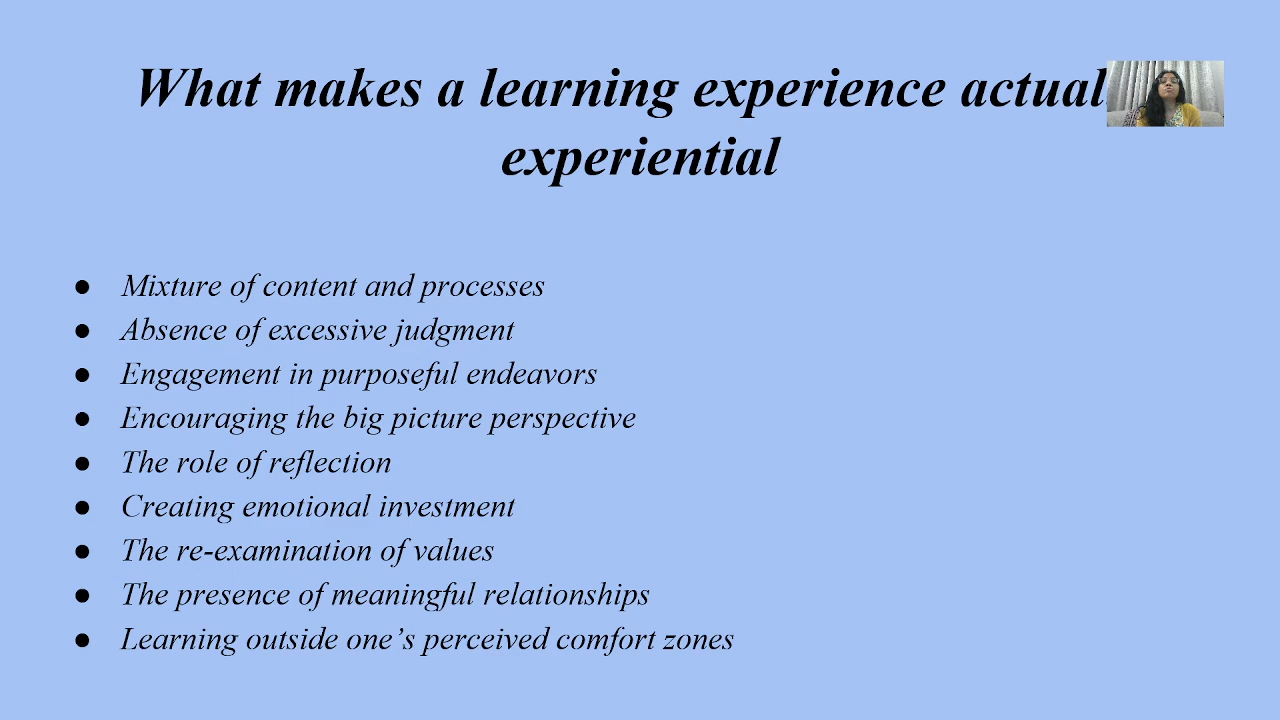 What makes a learning experience actual
experiential
● Mixture of content and processes
● Absence of excessive judgment
● Engagement in purposeful endeavors
● Encouraging the big picture perspective
● The role of reflection
● Creating emotional investment
● The re-examination of values
● The presence of meaningful relationships
● Learning outside one’s perceived comfort zones